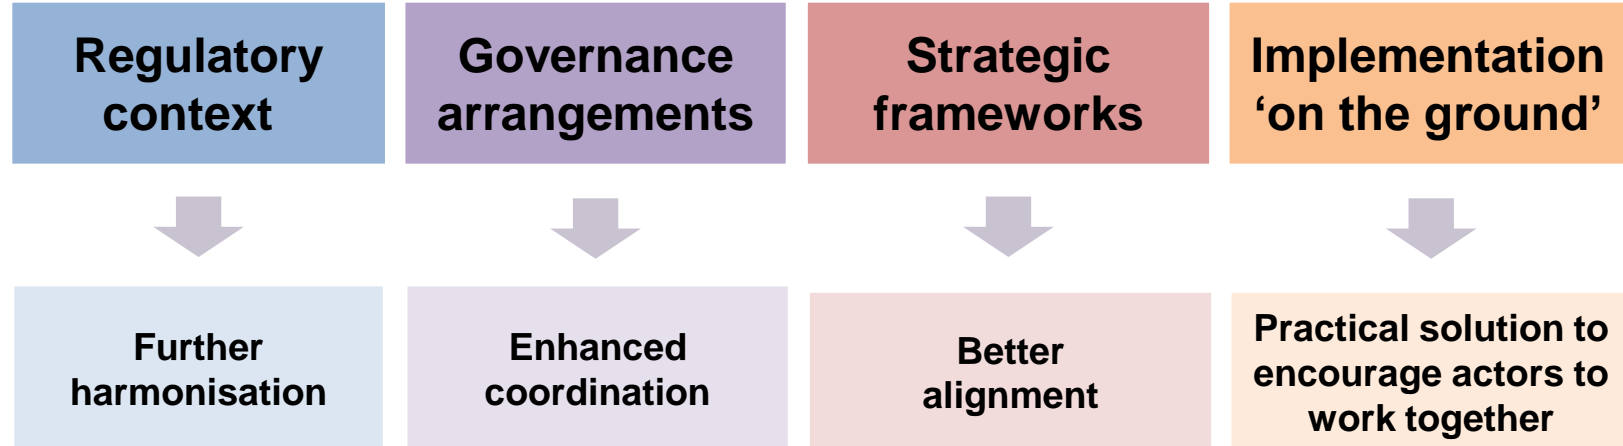 Regulatory
context
Governance
arrangements
Strategic
frameworks
Implementation
‘on the ground’
Further
harmonisation
Enhanced
coordination
Better
alignment
Practical solution to
encourage actors to
work together